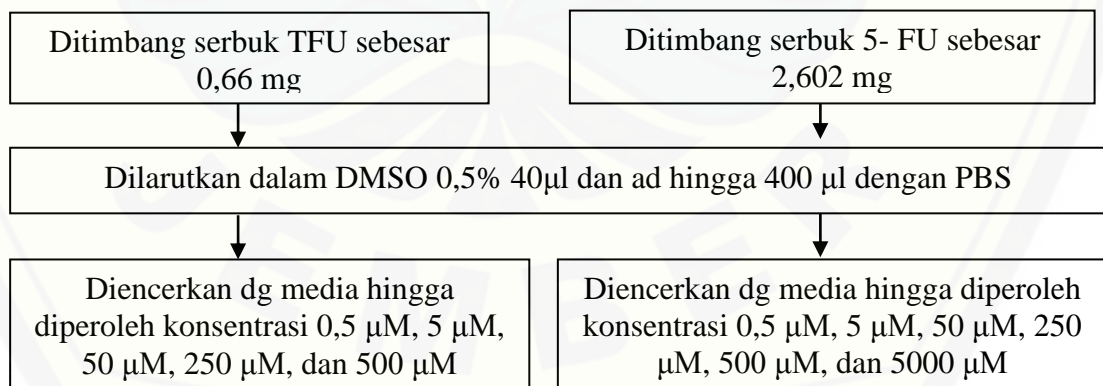 Ditimbang serbuk TFU sebesar
0,66 mg
Ditimbang serbuk 5- FU sebesar
2,602 mg
Dilarutkan dalam DMSO 0,5% 40μl dan ad hingga 400 μl dengan PBS
Diencerkan dg media hingga
diperoleh konsentrasi 0,5 μM, 5 μM,
50 μM, 250 μM, dan 500 μM
Diencerkan dg media hingga diperoleh
konsentrasi 0,5 μM, 5 μM, 50 μM, 250
μM, 500 μM, dan 5000 μM
JEMBER